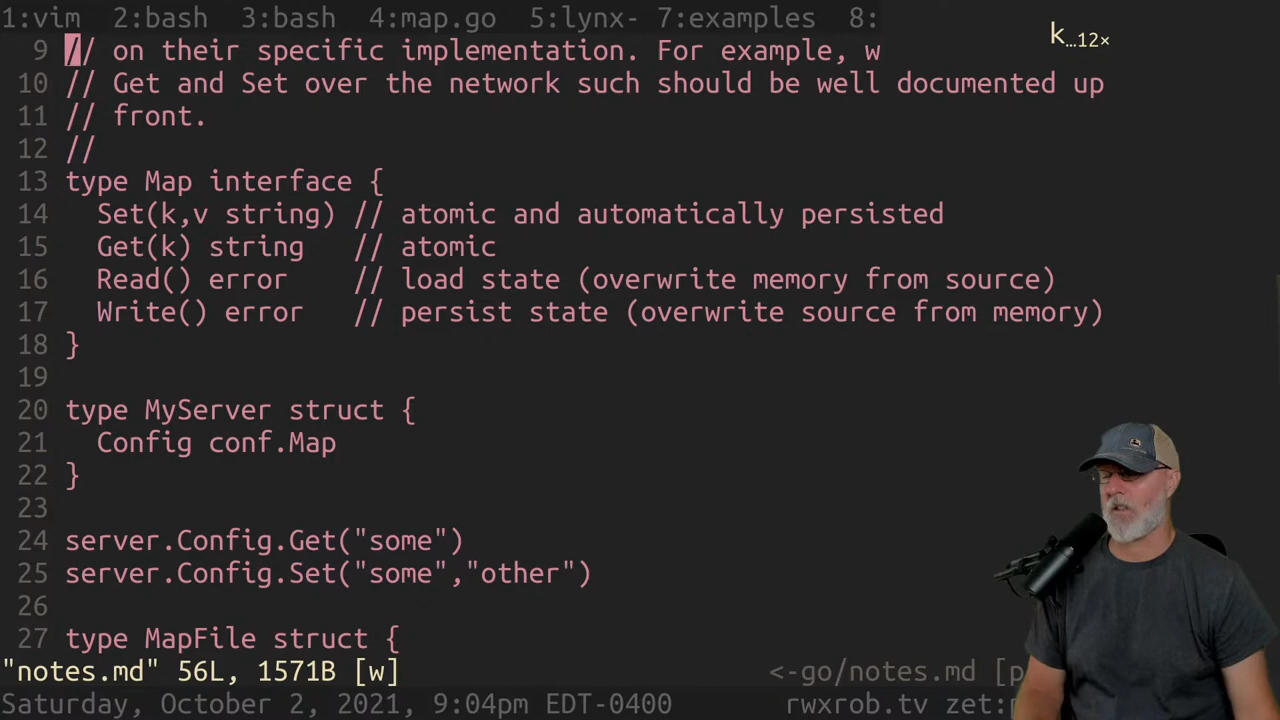 1:vim 2:bash 3:bash 4:map.go 5:lynx- 7:examples 8:
k…12×
9 // on their specific implementation. For example, w
10 // Get and Set over the network such should be well documented up
11 // front.
12 //
13 type Map interface {
14 Set(k,v string) // atomic and automatically persisted
15 Get(k) string // atomic
16 Read() error // load state (overwrite memory from source)
17 Write() error // persist state (overwrite source from memory)
18 }
19
20 type MyServer struct {
21 Config conf.Map
22 }
23
24 server.Config.Get("some")
25 server.Config.Set("some","other")
26
27 type MapFile struct {
"notes.md" 56L, 1571B [w] <-go/notes.md [p
Saturday, October 2, 2021, 9:04pm EDT-0400 rwxrob.tv zet: